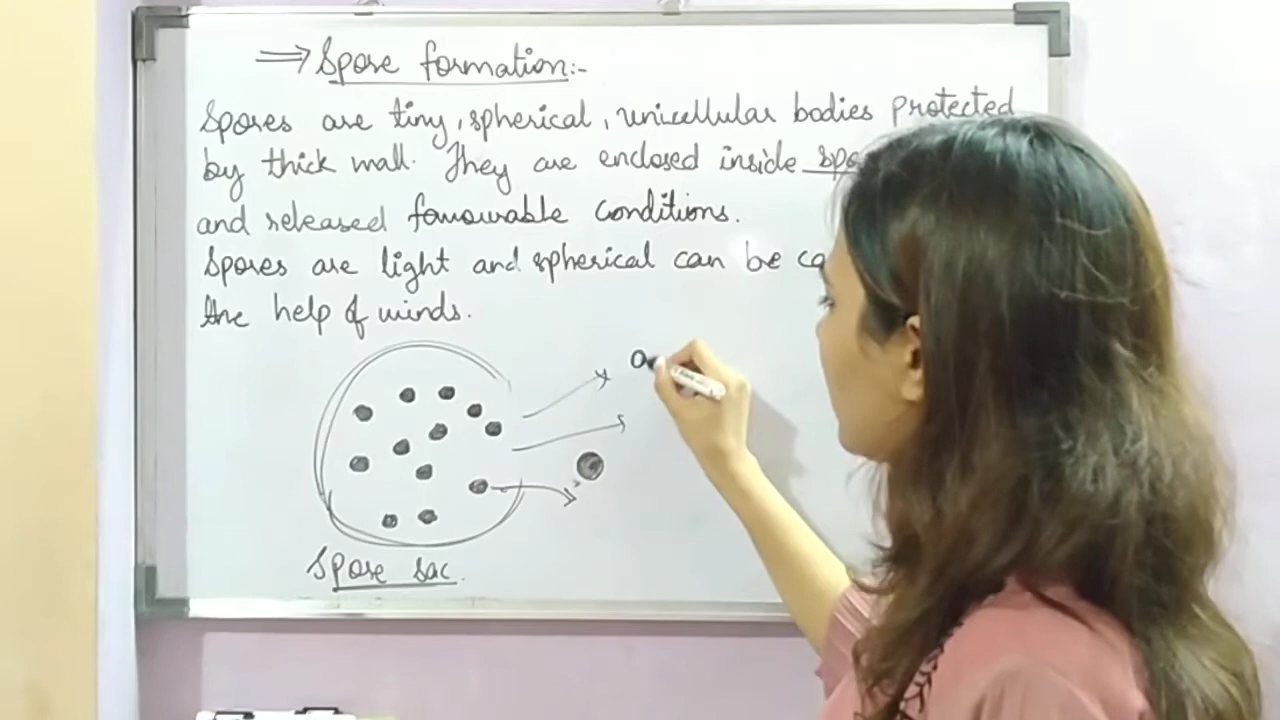 ⇒ Spore formation:-
Spores are tiny, spherical, unicellular bodies protected
by thick wall. They are enclosed inside
and released favourable conditions.
Spores are light and spherical can be
the help of winds.
Spore sac.